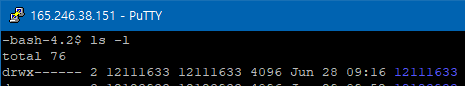 165.246.38.151 - PuTTY
-bash-4.2$ ls -l
total 76
drwx------ 2 12111633 12111633 4096 Jun 28 09:16 12111633